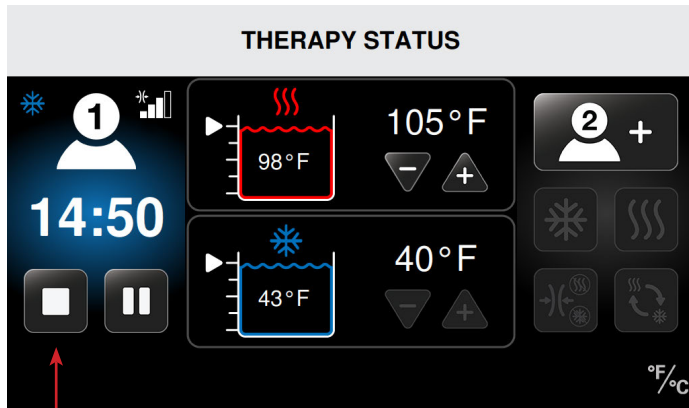 THERAPY STATUS
1
14:50
98°F
105°F
- +
43°F
40°F
- +
2 +
°F/°C